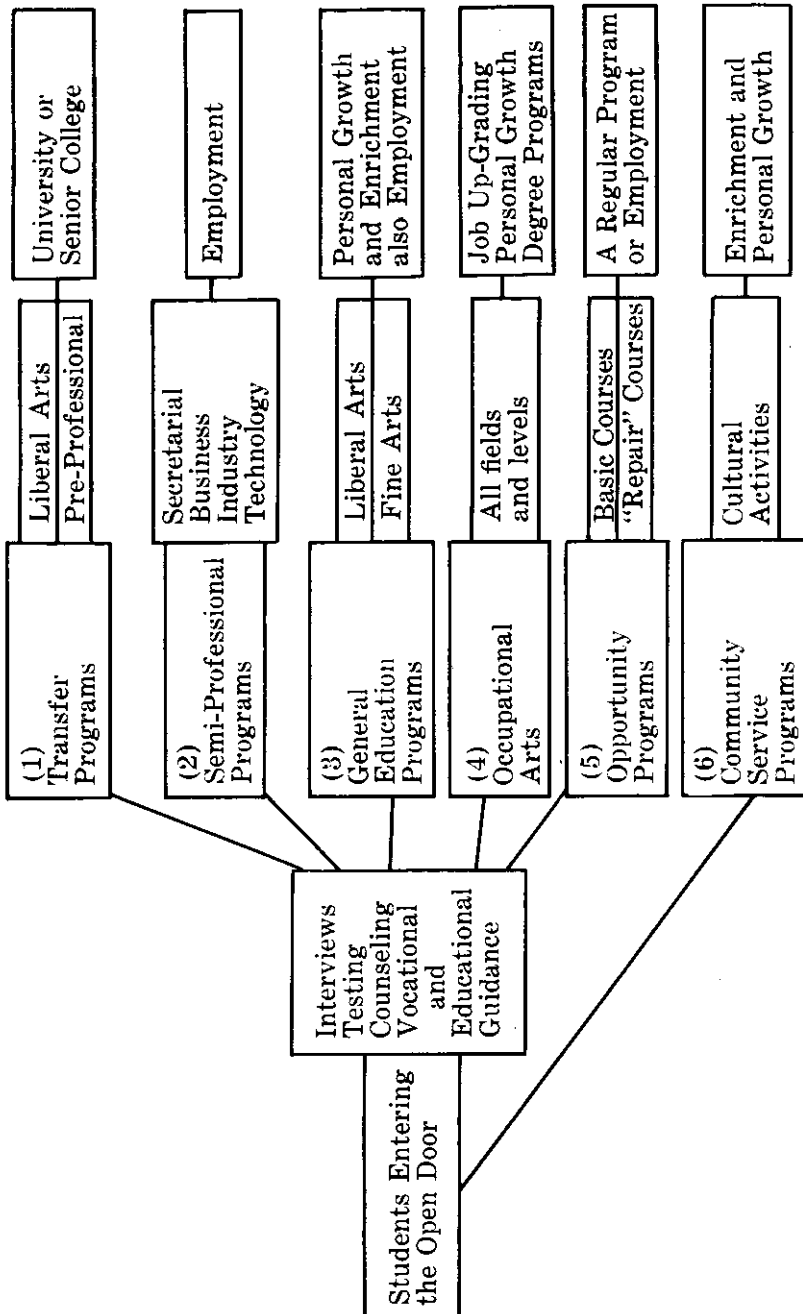 Students Entering
the Open Door
Interviews
Testing
Counseling
Vocational
and
Educational
Guidance
(1)
Transfer
Programs
Liberal Arts
Pre-Professional
University or
Senior College
(2)
Semi-Professional
Programs
Secretarial
Business
Industry
Technology
Employment
(3)
General
Education
Programs
Liberal Arts
Fine Arts
Personal Growth
and Enrichment
also Employment
(4)
Occupational
Arts
All fields
and levels
Job Up-Grading
Personal Growth
Degree Programs
(5)
Opportunity
Programs
Basic Courses
“Repair” Courses
A Regular Program
or Employment
(6)
Community
Service
Programs
Cultural
Activities
Enrichment and
Personal Growth